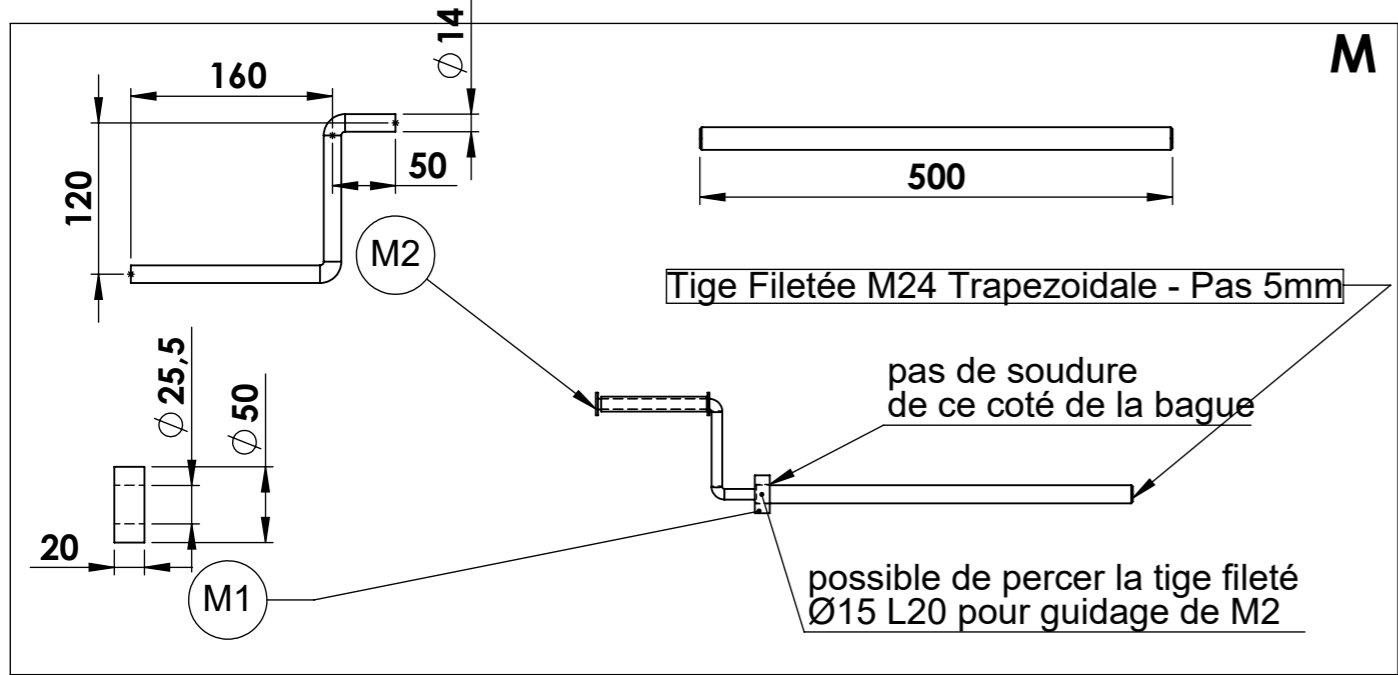 M
160
Ø 14
50
120
500
M2
Tige Filetée M24 Trapezoidale - Pas 5mm
Ø 25,5
Ø 50
pas de soudure
de ce coté de la bague
20
M1
possible de percer la tige fileté
Ø15 L20 pour guidage de M2